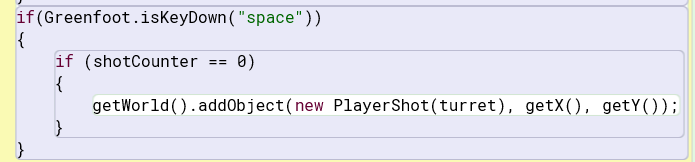 if(Greenfoot.isKeyDown("space"))
{
if (shotCounter == 0)
{
getWorld().addObject(new PlayerShot(turret), getX(), getY());
}
}